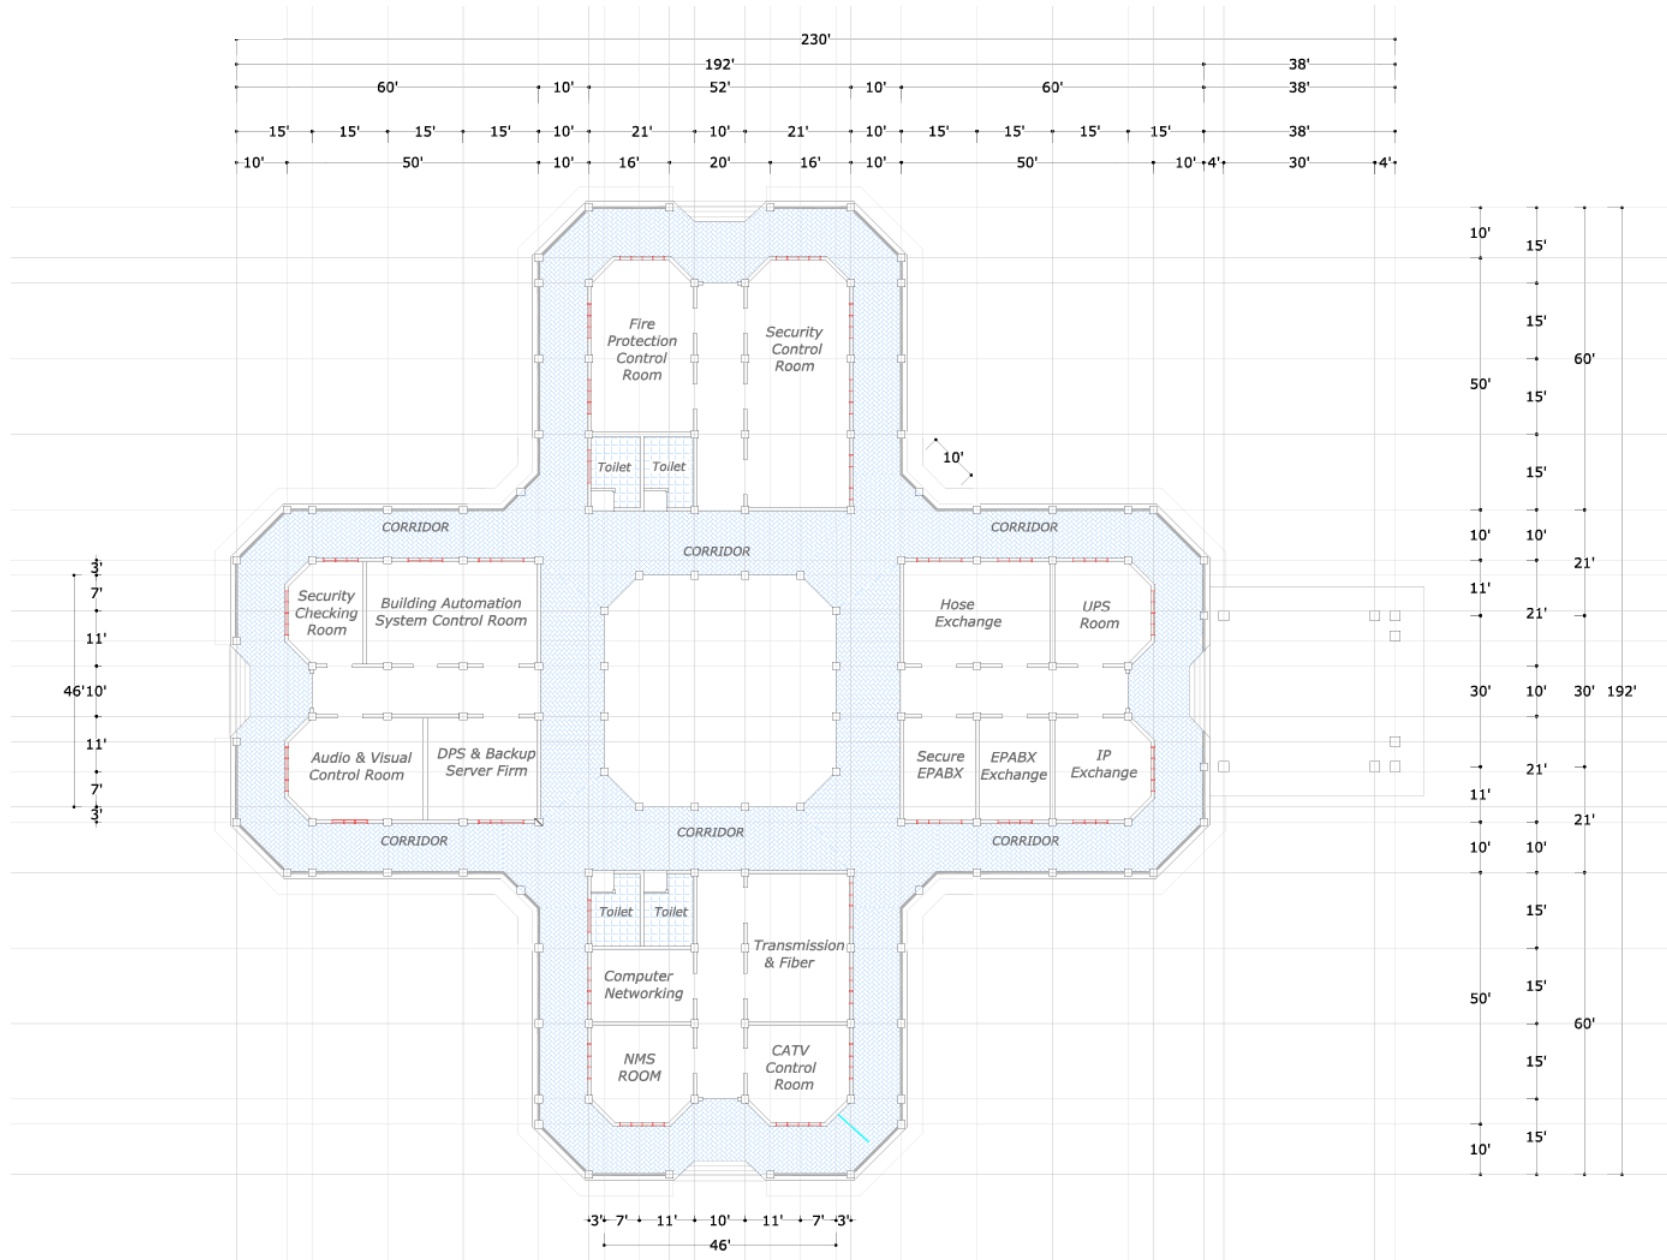 230'
192' 38'
60' 10' 52' 10' 60' 38'
15' 15' 15' 15' 10' 21' 10' 21' 10' 15' 15' 15' 15' 38'
10' 50' 10' 16' 20' 16' 10' 50' 10' 4' 30' 4'
10'
15'
Fire
Protection
Control
Room
Security
Control
Room
15'
60'
50'
15'
10'
Toilet
Toilet
15'
CORRIDOR
CORRIDOR
CORRIDOR
10'
10'
21'
3'
7'
Security
Checking
Room
Building Automation
System Control Room
Hose
Exchange
UPS
Room
11'
21'
11'
46'
10'
30'
10'
30'
192'
11'
Audio & Visual
Control Room
DPS & Backup
Server Firm
Secure
EPABX
EPABX
Exchange
IP
Exchange
7'
3'
21'
11'
21'
CORRIDOR
CORRIDOR
CORRIDOR
10'
10'
Toilet
Toilet
15'
Transmission
& Fiber
Computer
Networking
15'
50'
60'
NMS
ROOM
CATV
Control
Room
15'
15'
10'
3' 7' 11' 10' 11' 7' 3'
46'